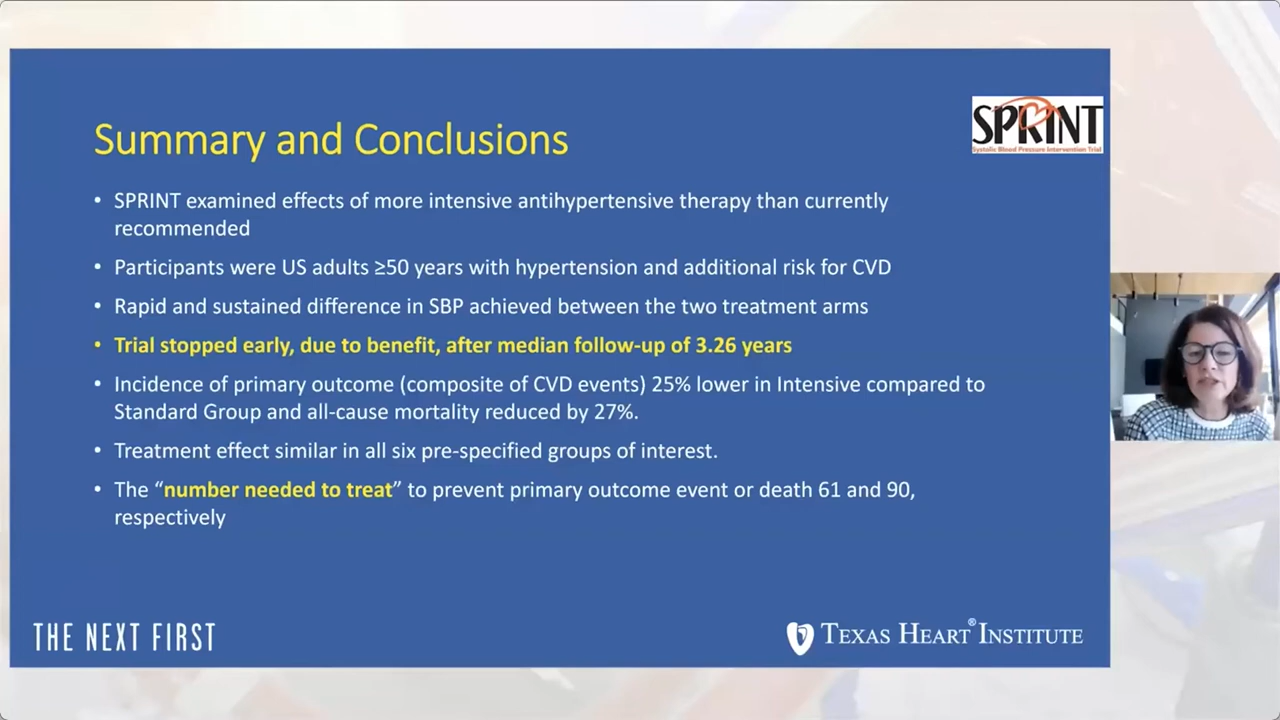 SPRINT
Systolic Blood Pressure Intervention Trial
Summary and Conclusions
• SPRINT examined effects of more intensive antihypertensive therapy than currently
recommended
• Participants were US adults ≥50 years with hypertension and additional risk for CVD
• Rapid and sustained difference in SBP achieved between the two treatment arms
• Trial stopped early, due to benefit, after median follow-up of 3.26 years
• Incidence of primary outcome (composite of CVD events) 25% lower in Intensive compared to
Standard Group and all-cause mortality reduced by 27%.
• Treatment effect similar in all six pre-specified groups of interest.
• The “number needed to treat” to prevent primary outcome event or death 61 and 90,
respectively
THE NEXT FIRST
TEXAS HEART® INSTITUTE